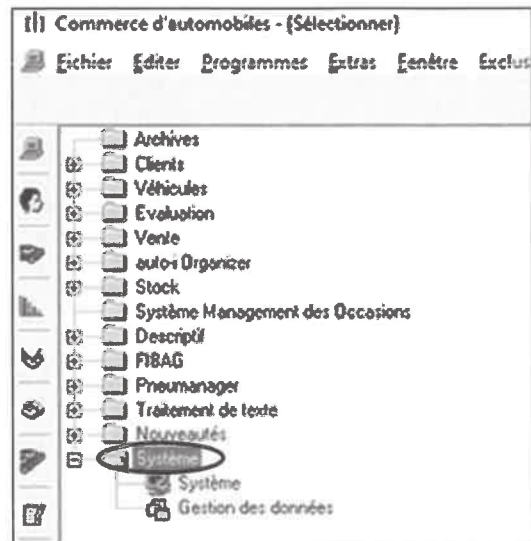 Commerce d'automobiles - (Sélectionner)
Fichier Editer Programmes Extras Fenêtre Exclus
Archives
Clients
Véhicules
Evaluation
Vente
auto-i Organizer
Stock
Système Management des Occasions
Descriptif
FIBAG
Pneumanager
Traitement de texte
Nouveautés
Système
Système
Gestion des données